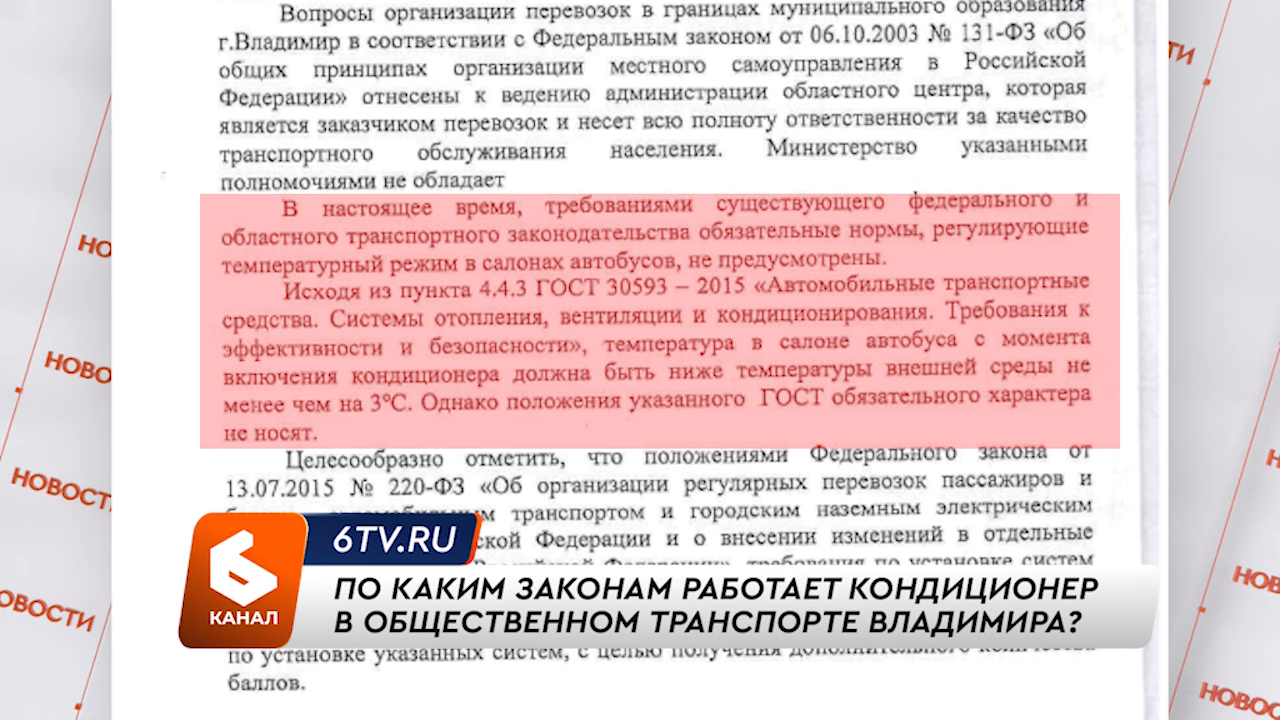 Вопросы организации перевозок в границах муниципального образования
г.Владимир в соответствии с Федеральным законом от 06.10.2003 № 131-ФЗ «Об
общих принципах организации местного самоуправления в Российской
Федерации» отнесены к ведению администрации областного центра, которая
является заказчиком перевозок и несет всю полноту ответственности за качество
транспортного обслуживания населения. Министерство указанными
полномочиями не обладает
В настоящее время, требованиями существующего федерального и
областного транспортного законодательства обязательные нормы, регулирующие
температурный режим в салонах автобусов, не предусмотрены.
Исходя из пункта 4.4.3 ГОСТ 30593 – 2015 «Автомобильные транспортные
средства. Системы отопления, вентиляции и кондиционирования. Требования к
эффективности и безопасности», температура в салоне автобуса с момента
включения кондиционера должна быть ниже температуры внешней среды не
менее чем на 3°С. Однако положения указанного ГОСТ обязательного характера
не носят.
Целесообразно отметить, что положениями Федерального закона от
13.07.2015 № 220-ФЗ «Об организации регулярных перевозок пассажиров и
транспортом и городским наземным электрическим
Федерации и о внесении изменений в отдельные
требования по установке систем
6TV.RU
6 КАНАЛ
ПО КАКИМ ЗАКОНАМ РАБОТАЕТ КОНДИЦИОНЕР
В ОБЩЕСТВЕННОМ ТРАНСПОРТЕ ВЛАДИМИРА?
по установке указанных систем, с целью получения дополнительного количества
баллов.
НОВОСТИ